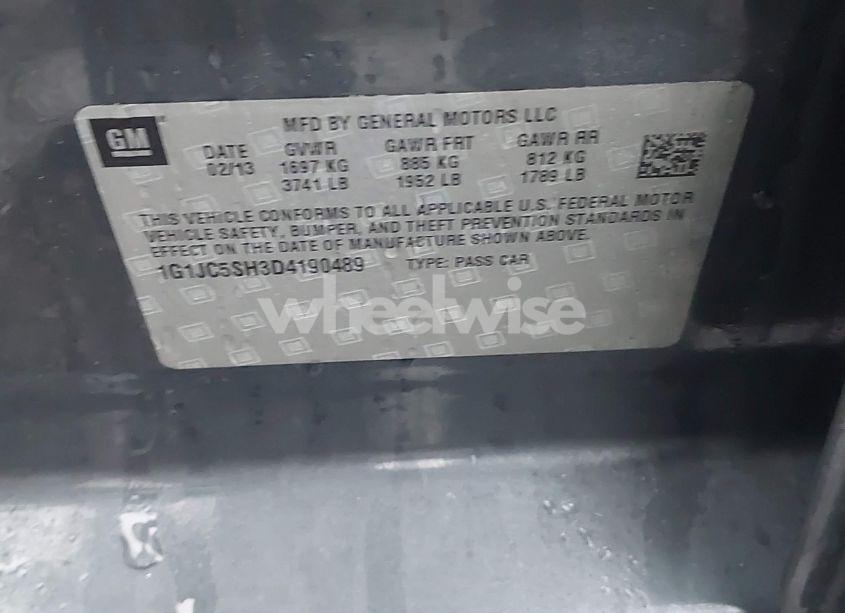 GM
MFD BY GENERAL MOTORS LLC
DATE GVWR GAWR FRT GAWR RR
02/13 1697 KG 885 KG 812 KG
3741 LB 1952 LB 1789 LB
THIS VEHICLE CONFORMS TO ALL APPLICABLE U.S. FEDERAL MOTOR
VEHICLE SAFETY, BUMPER, AND THEFT PREVENTION STANDARDS IN
EFFECT ON THE DATE OF MANUFACTURE SHOWN ABOVE.
1G1JC5SH3D4190489 TYPE: PASS CAR
wheelwise